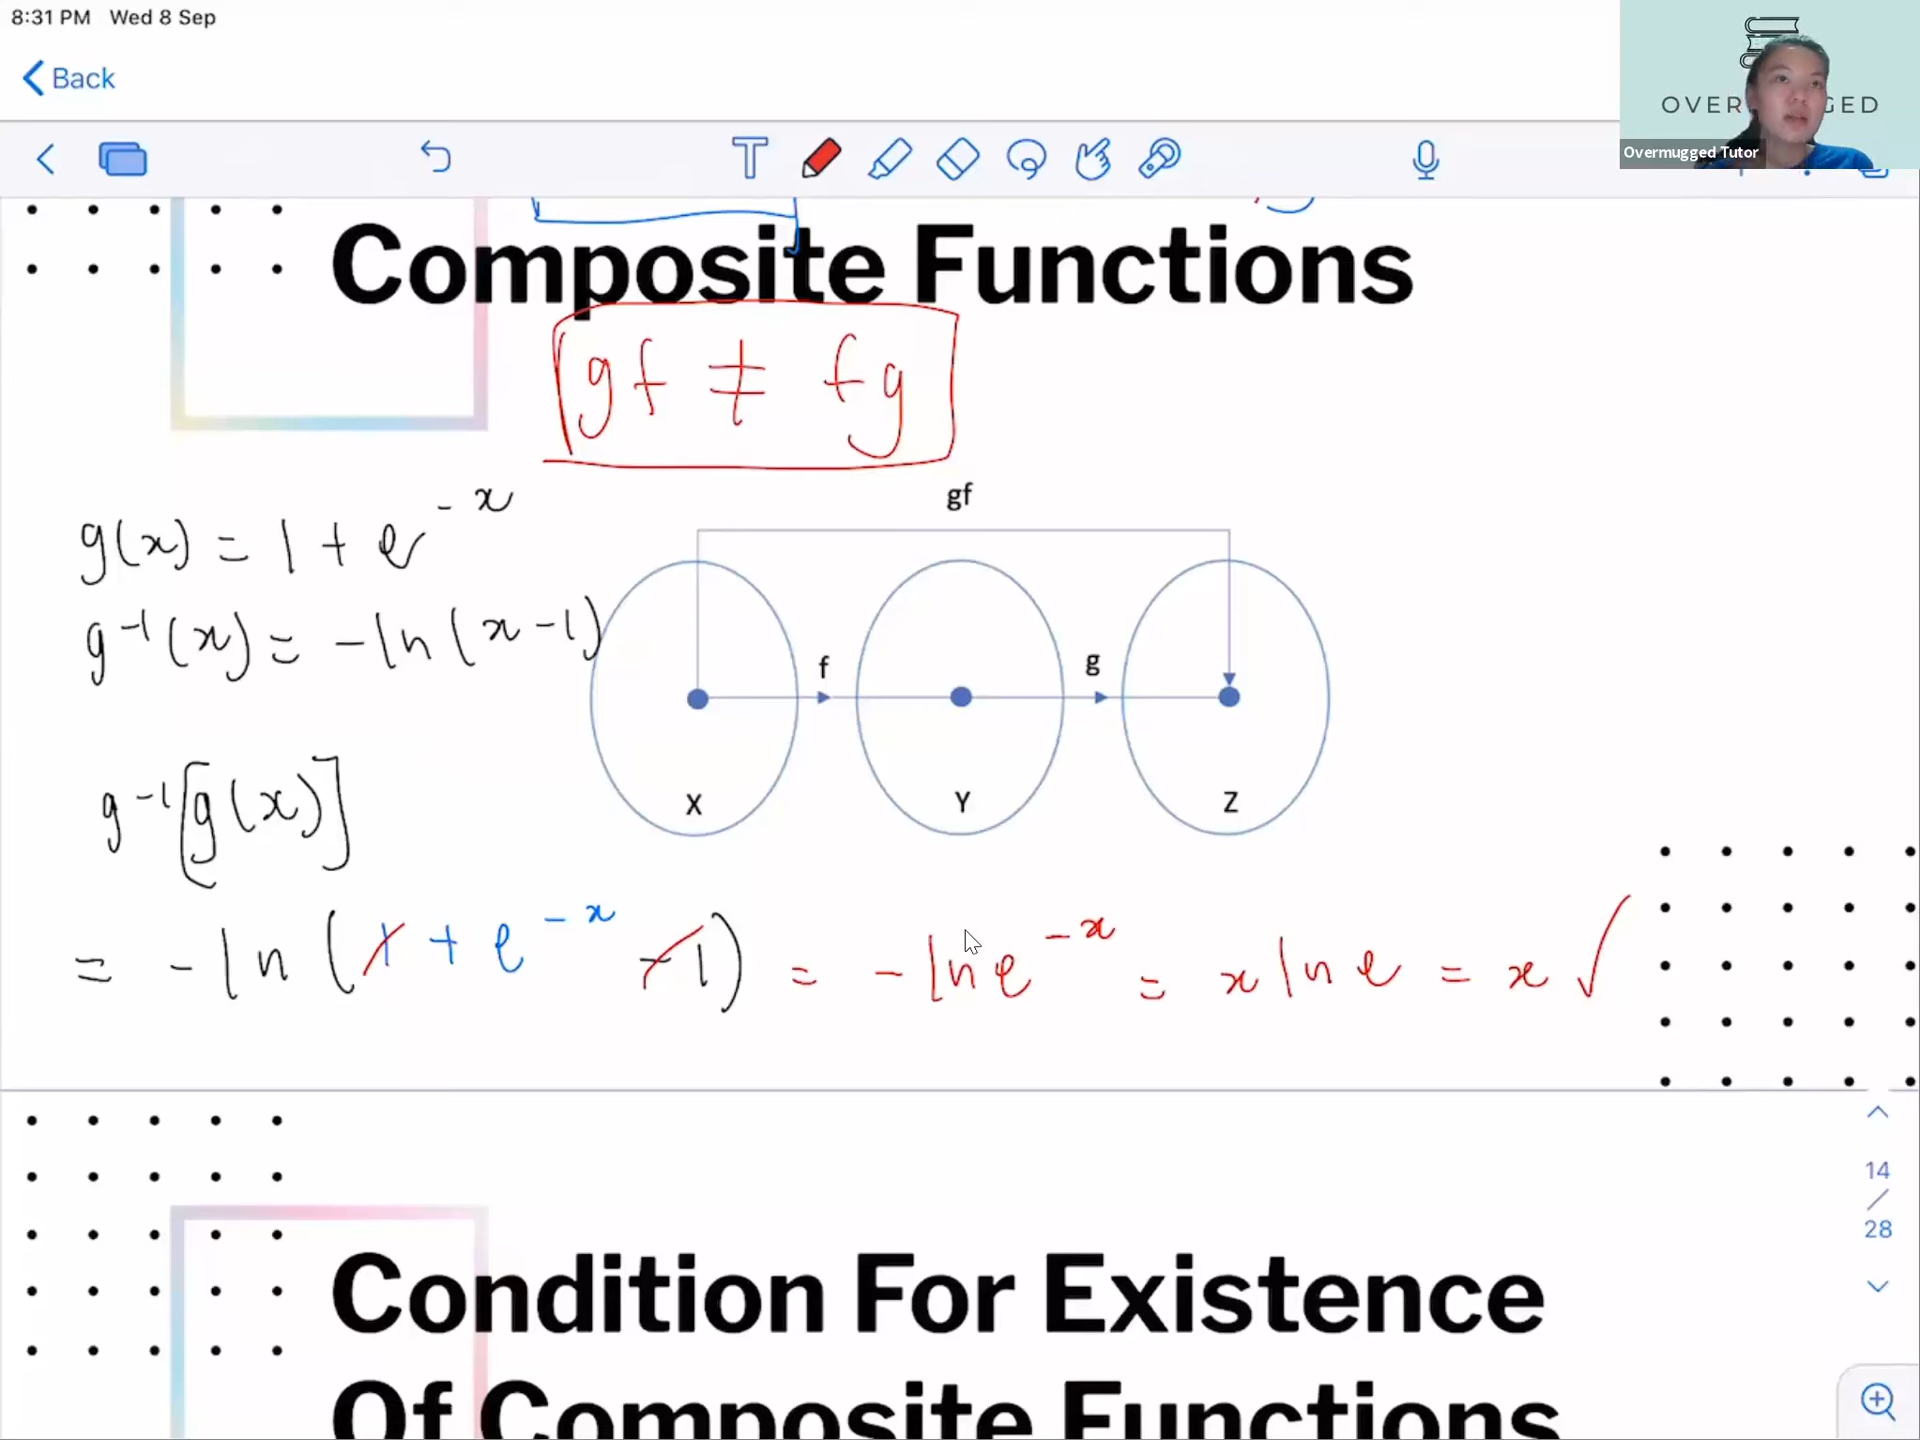 8:31 PM Wed 8 Sep
Back
OVER GED
Overmugged Tutor
Composite Functions
gf ≠ fg
gf
g(x) = 1 + e^{-x}
g^{-1}(x) = -ln(x-1)
f
g
X
Y
Z
g^{-1}[g(x)]
= -ln(1 + e^{-x} -1) = -ln e^{-x} = x ln e = x ✓
14
/
28
Condition For Existence
Of Composite Functions